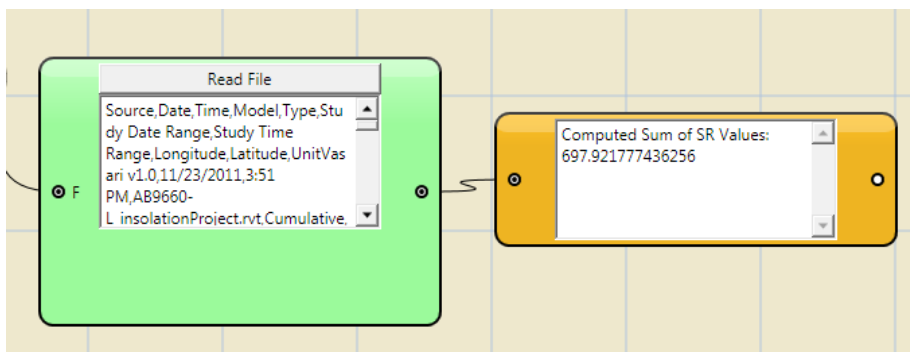 Read File
Source,Date,Time,Model,Type,Stu
dy Date Range,Study Time
Range,Longitude,Latitude,UnitVas
ari v1.0,11/23/2011,3:51
PM,AB9660-
L_insolationProject.rvt,Cumulative,
F
Computed Sum of SR Values:
697.921777436256